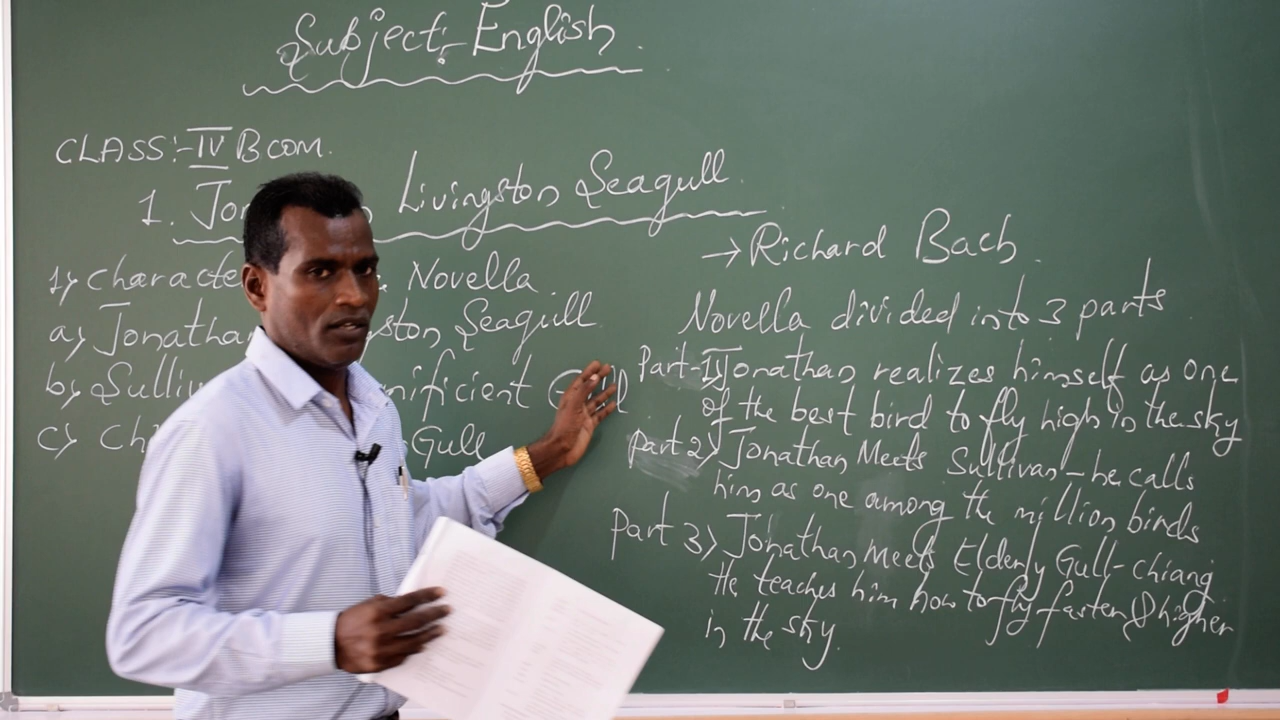 Subject:- English.
CLASS:- IV B com.
1. Jo Livingston Seagull.
→ Richard Bach.
1) characte Novella.
a) Jonathan ston Seagull.
b) Sulliv nificient Gull
c) Ch Gull
Novella divided into 3 parts.
Part-I) Jonathan realizes himself as one
of the best bird to fly high in the sky
part 2) Jonathan Meets Sullivan - he calls
him as one among the million birds
part 3) Jonathan Meets Elderly Gull- chiang
He teaches him how to fly faster & higher
in the sky.